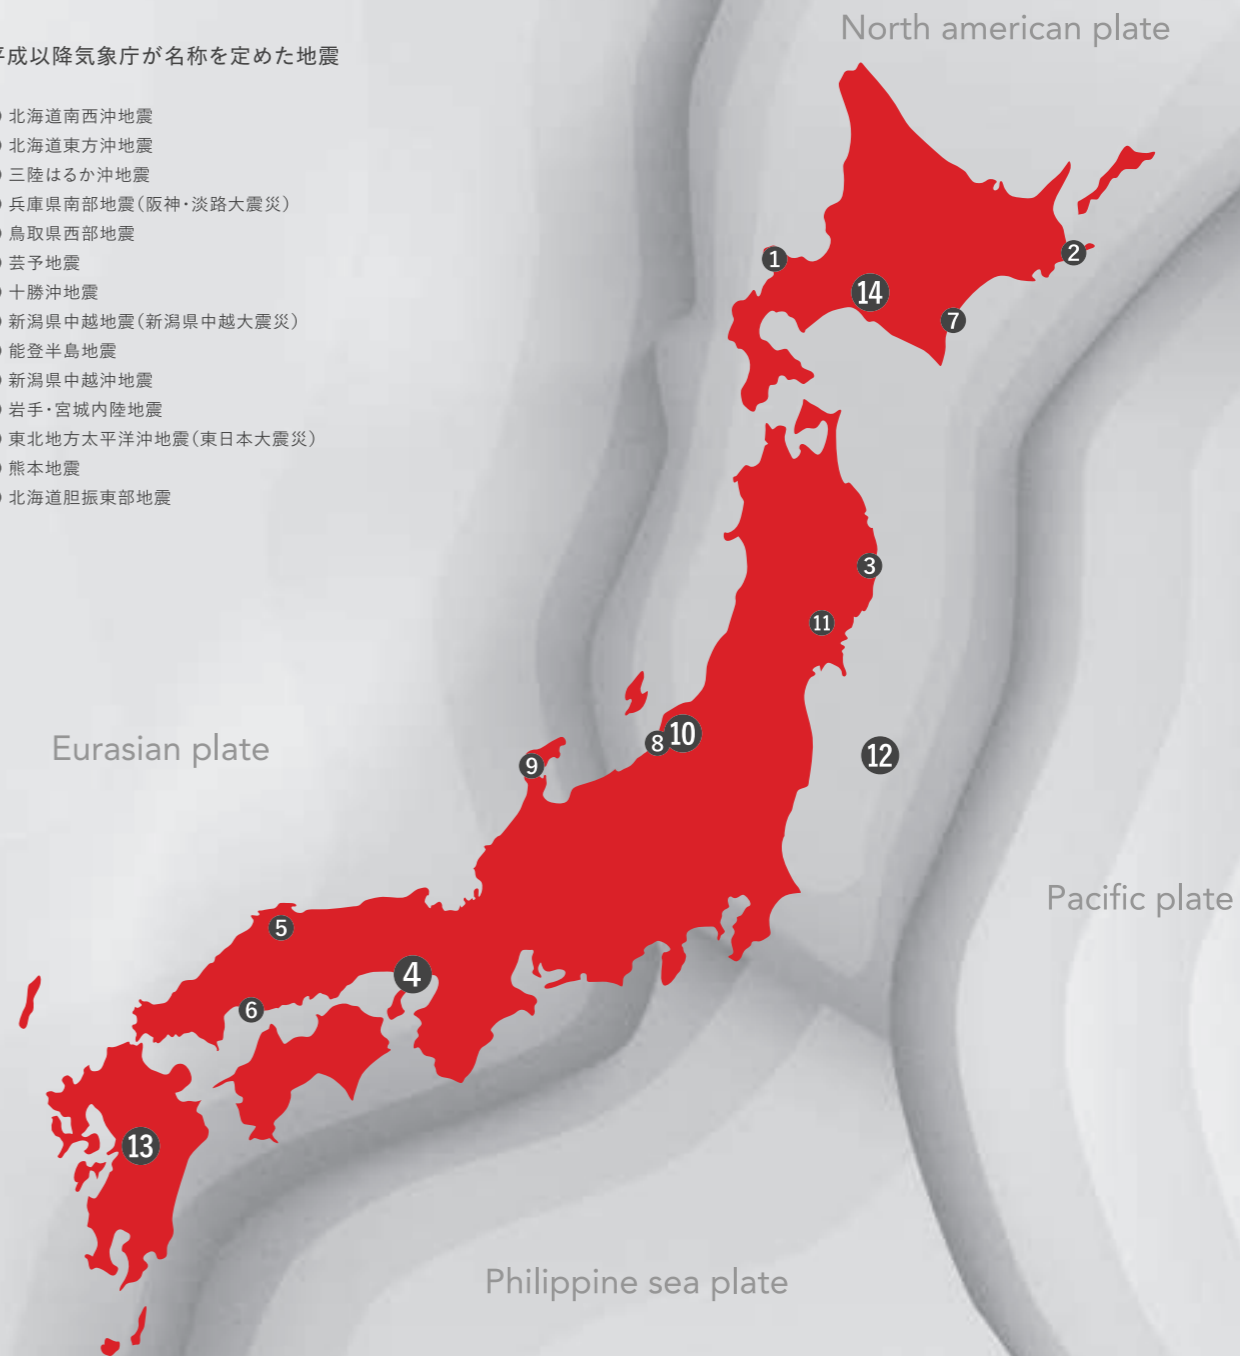 平成以降気象庁が名称を定めた地震
北海道南西沖地震
北海道東方沖地震
三陸はるか沖地震
兵庫県南部地震（阪神・淡路大震災）
鳥取県西部地震
芸予地震
十勝沖地震
新潟県中越地震（新潟県中越大震災）
能登半島地震
新潟県中越沖地震
岩手・宮城内陸地震
東北地方太平洋沖地震（東日本大震災）
熊本地震
北海道胆振東部地震
North american plate
1
2
14
7
3
11
8
10
9
12
Eurasian plate
Pacific plate
5
4
6
13
Philippine sea plate